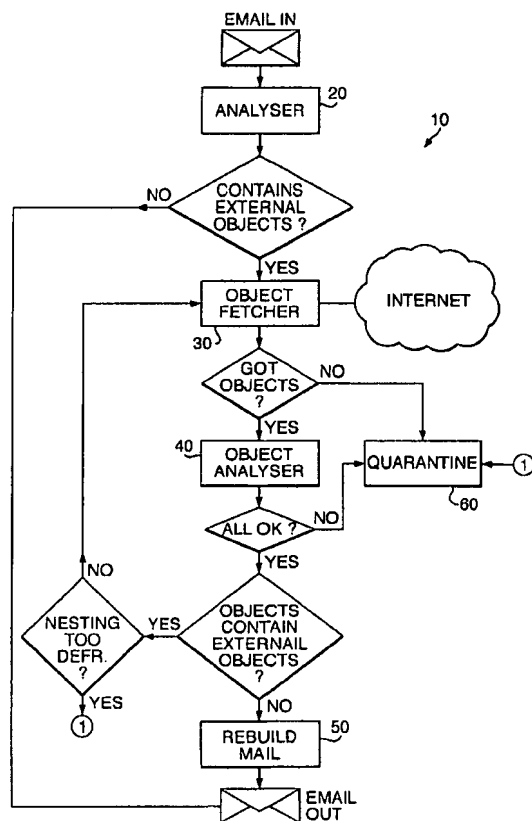 EMAIL IN
ANALYSER
20
10
CONTAINS
EXTERNAL
OBJECTS ?
NO
YES
OBJECT
FETCHER
30
INTERNET
GOT
OBJECTS
?
NO
YES
40
OBJECT
ANALYSER
QUARANTINE
60
1
ALL OK ?
NO
YES
OBJECTS
CONTAIN
EXTERNAIL
OBJECTS
?
YES
NO
NESTING
TOO
DEFR.
?
NO
YES
1
REBUILD
MAIL
50
EMAIL
OUT